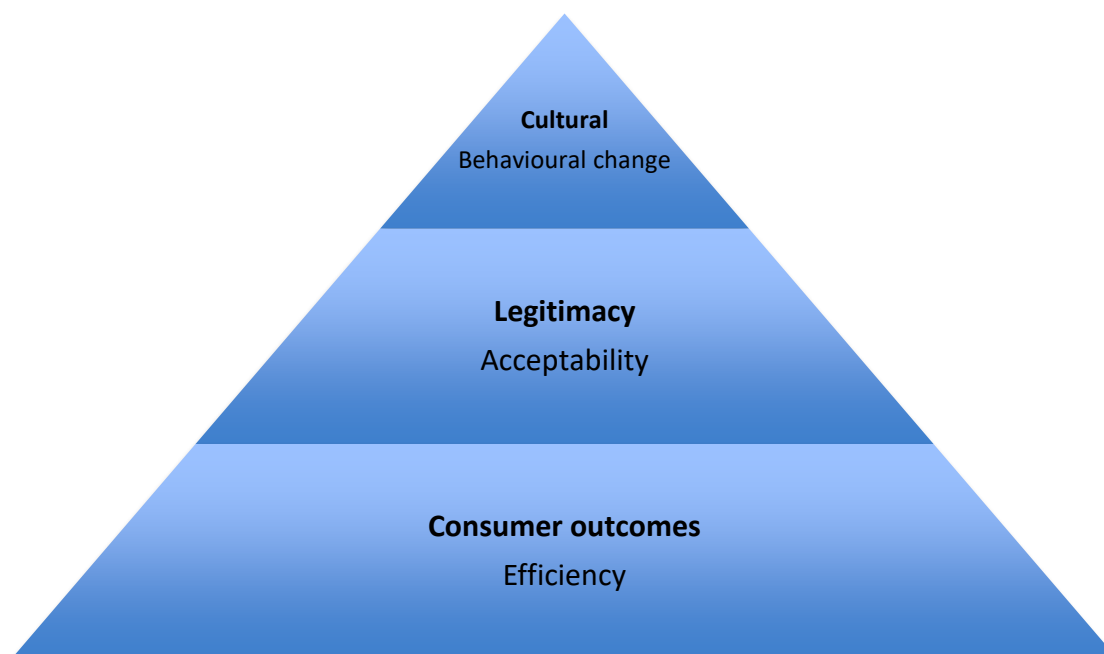 Cultural
Behavioural change
Legitimacy
Acceptability
Consumer outcomes
Efficiency